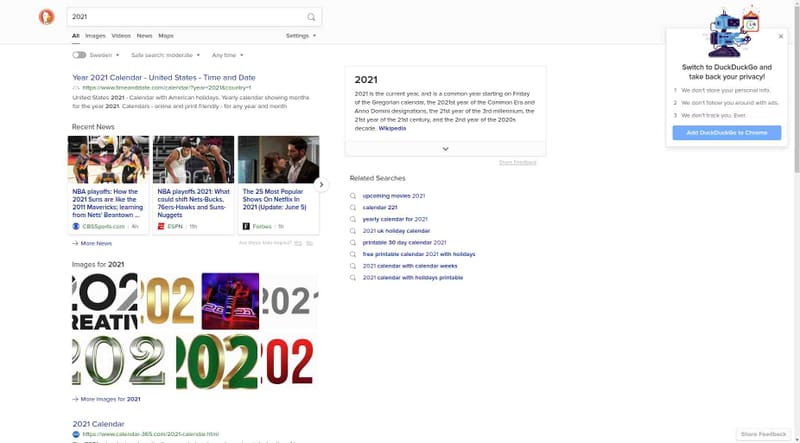 2021
All Images Videos News Maps Settings
Sweden Safe search: moderate Any time
Year 2021 Calendar - United States - Time and Date
https://www.timeanddate.com/calendar/?year=2021&country=1
United States 2021 - Calendar with American holidays. Yearly calendar showing months
for the year 2021. Calendars - online and print friendly - for any year and month
Recent News
NBA playoffs: How the
2021 Suns are like the
2011 Mavericks; learning
from Nets' Beantown ...
CBSSports.com 4h
NBA playoffs 2021: What
could shift Nets-Bucks,
76ers-Hawks and Suns-
Nuggets
ESPN 11h
The 25 Most Popular
Shows On Netflix In
2021 (Update: June 5)
Forbes 1h
More News
Images for 2021
202
REATIV
202
2021
202
202
202
More Images for 2021
2021 Calendar
https://www.calendar-365.com/2021-calendar.html
2021
2021 is the current year, and is a common year starting on Friday
of the Gregorian calendar, the 2021st year of the Common Era and
Anno Domini designations, the 21st year of the 3rd millennium, the
21st year of the 21st century, and the 2nd year of the 2020s
decade. Wikipedia
Share Feedback
Related Searches
upcoming movies 2021
calendar 221
yearly calendar for 2021
2021 uk holiday calendar
printable 30 day calendar 2021
free printable calendar 2021 with holidays
2021 calendar with calendar weeks
2021 calendar with holidays printable
Switch to DuckDuckGo and
take back your privacy!
1 We don't store your personal info.
2 We don't follow you around with ads.
3 We don't track you. Ever.
Add DuckDuckGo to Chrome
Share Feedback